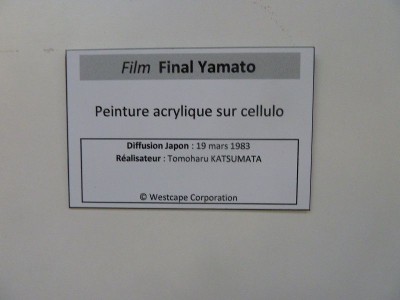 Film Final Yamato
Peinture acrylique sur cellulo
Diffusion Japon : 19 mars 1983
Réalisateur : Tomoharu KATSUMATA
© Westcape Corporation